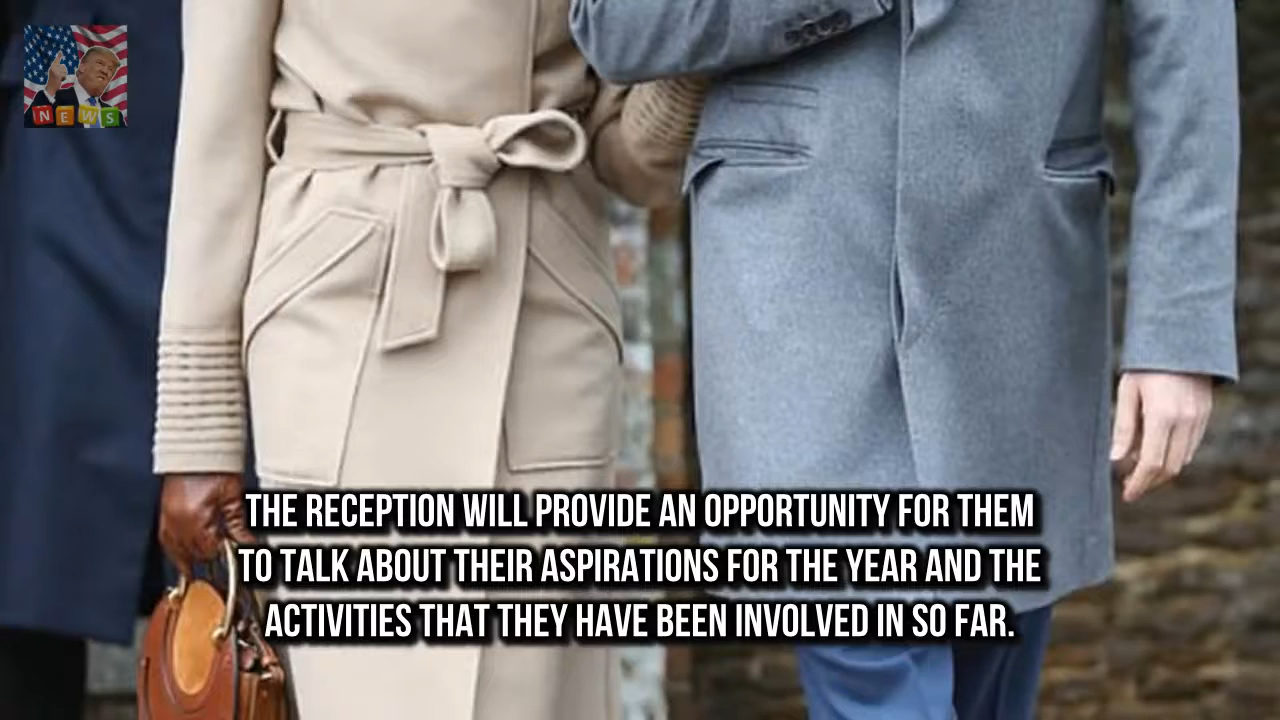 NEWS
THE RECEPTION WILL PROVIDE AN OPPORTUNITY FOR THEM
TO TALK ABOUT THEIR ASPIRATIONS FOR THE YEAR AND THE
ACTIVITIES THAT THEY HAVE BEEN INVOLVED IN SO FAR.